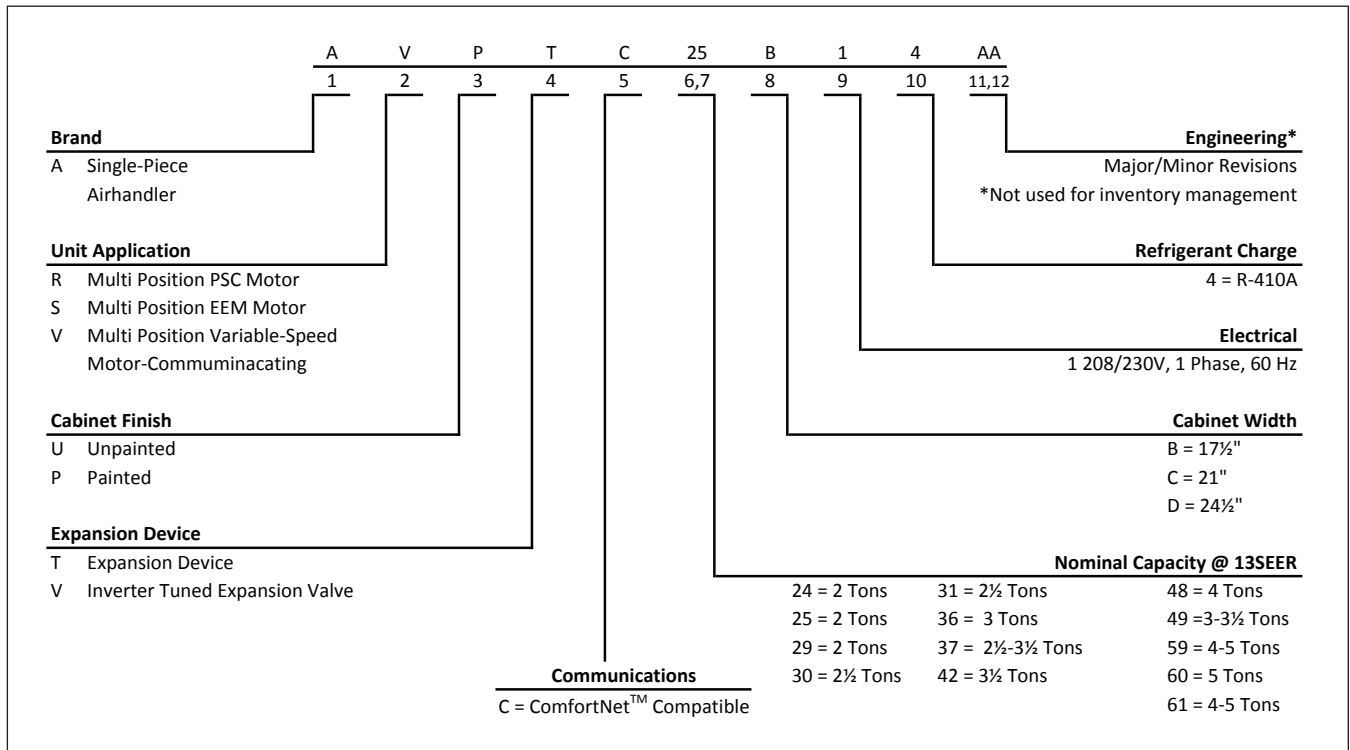 A V P T C 25 B 1 4 AA
1 2 3 4 5 6,7 8 9 10 11,12
Brand
A Single-Piece
Airhandler
Unit Application
R Multi Position PSC Motor
S Multi Position EEM Motor
V Multi Position Variable-Speed
Motor-Commuminacating
Cabinet Finish
U Unpainted
P Painted
Expansion Device
T Expansion Device
V Inverter Tuned Expansion Valve
Communications
C = ComfortNet™ Compatible
Engineering*
Major/Minor Revisions
*Not used for inventory management
Refrigerant Charge
4 = R-410A
Electrical
1 208/230V, 1 Phase, 60 Hz
Cabinet Width
B = 17½"
C = 21"
D = 24½"
Nominal Capacity @ 13SEER
24 = 2 Tons 31 = 2½ Tons 48 = 4 Tons
25 = 2 Tons 36 = 3 Tons 49 =3-3½ Tons
29 = 2 Tons 37 = 2½-3½ Tons 59 = 4-5 Tons
30 = 2½ Tons 42 = 3½ Tons 60 = 5 Tons
61 = 4-5 Tons